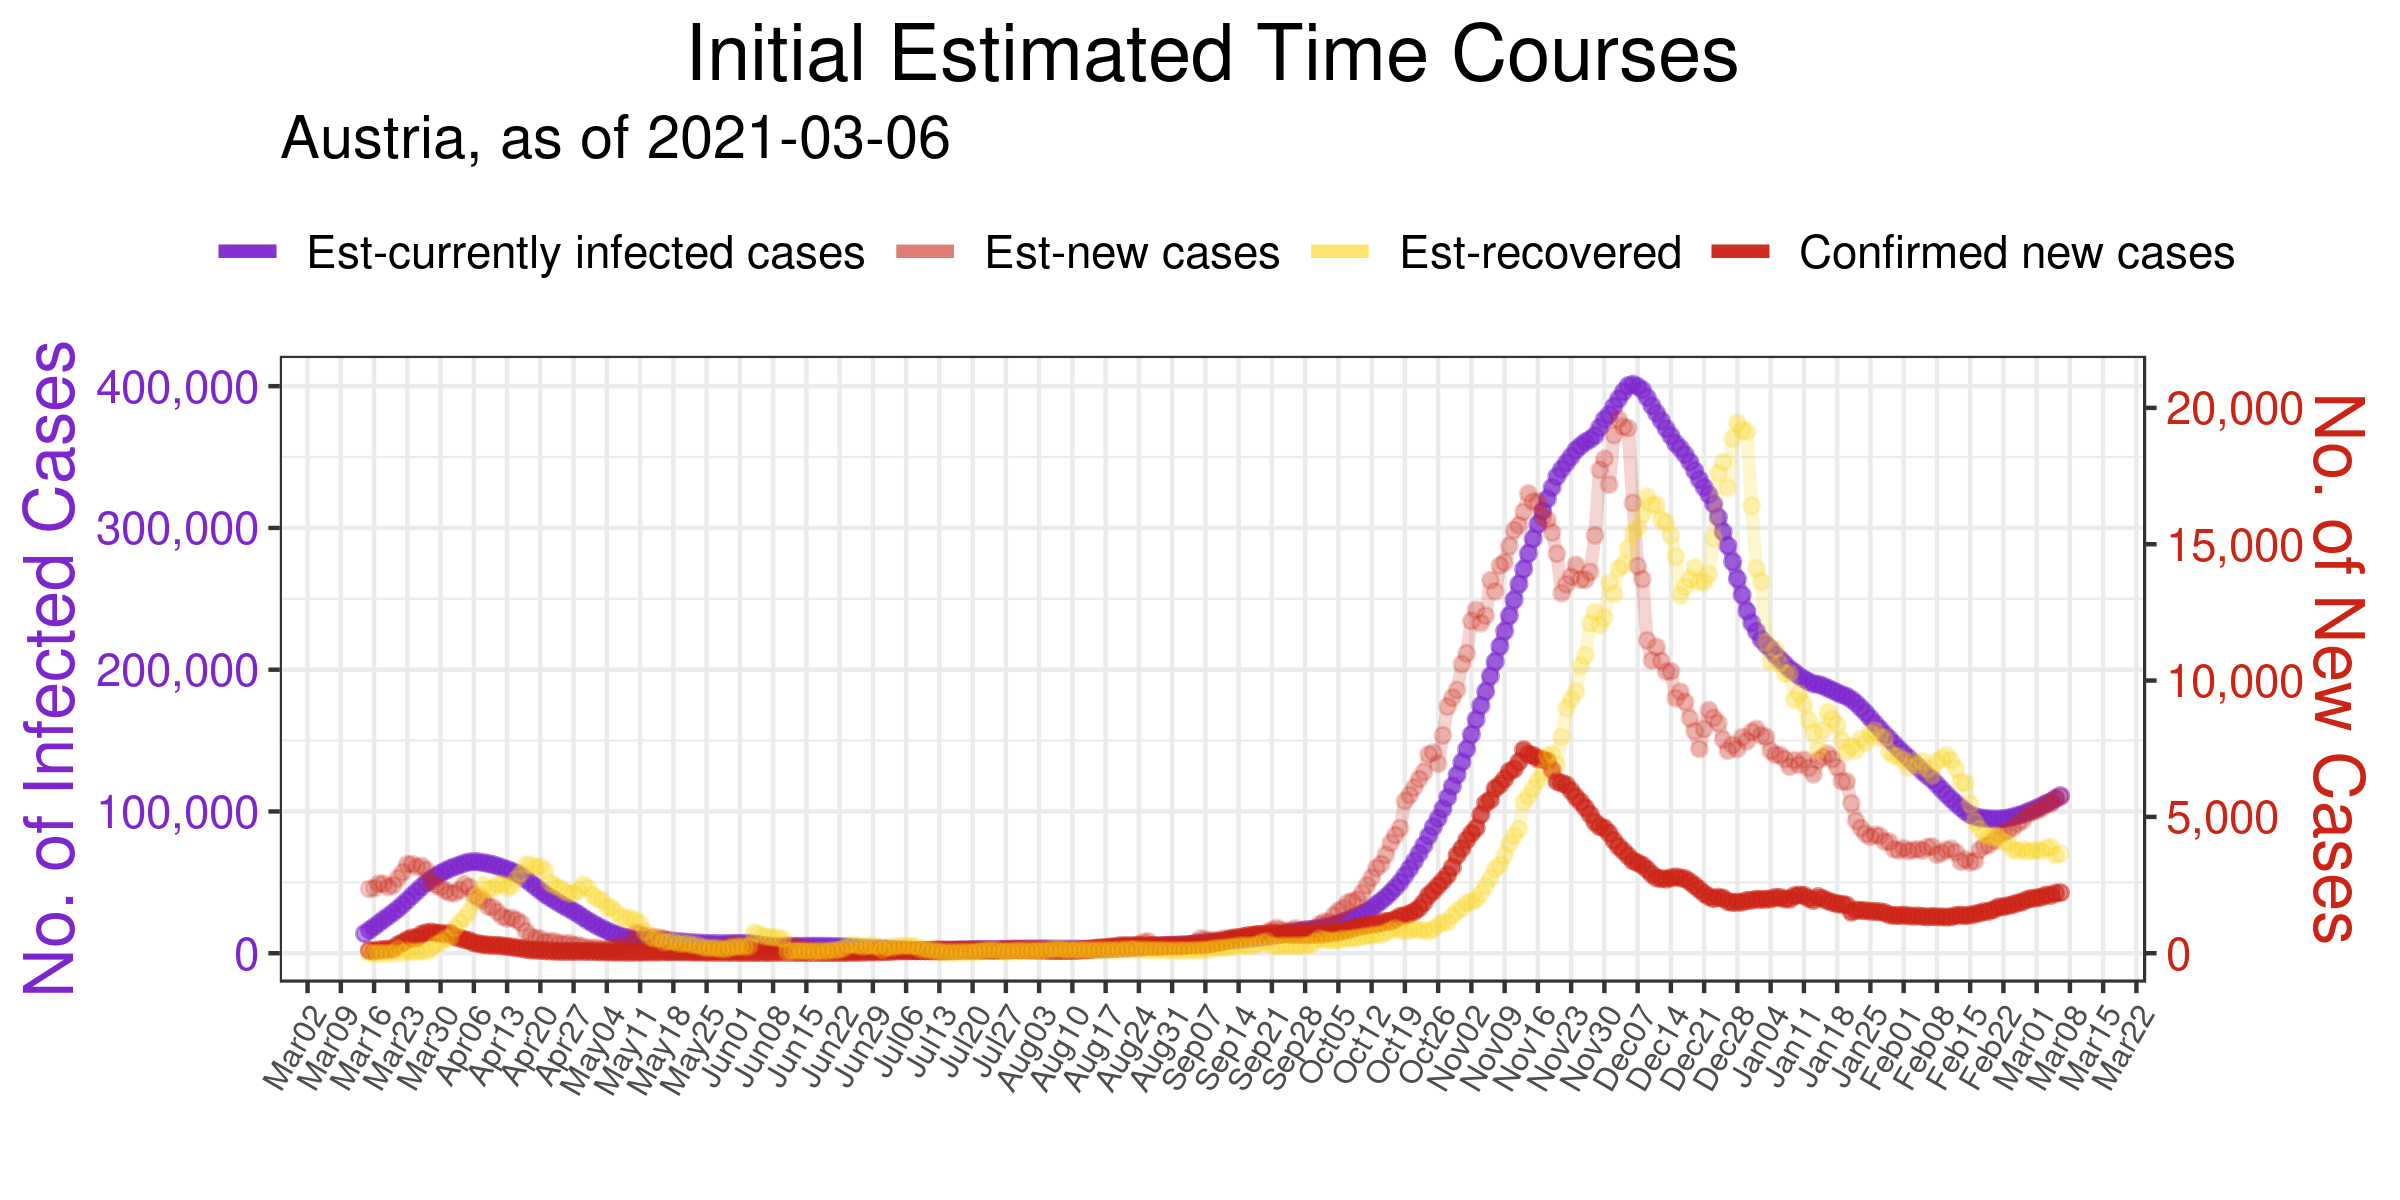 Initial Estimated Time Courses
Austria, as of 2021-03-06
Est-currently infected cases
Est-new cases
Est-recovered
Confirmed new cases
No. of Infected Cases
400,000
300,000
200,000
100,000
0
20,000
15,000
10,000
5,000
0
No. of New Cases
Mar02
Mar09
Mar16
Mar23
Mar30
Apr06
Apr13
Apr20
Apr27
May04
May11
May18
May25
Jun01
Jun08
Jun15
Jun22
Jun29
Jul06
Jul13
Jul20
Jul27
Aug03
Aug10
Aug17
Aug24
Aug31
Sep07
Sep14
Sep21
Sep28
Oct05
Oct12
Oct19
Oct26
Nov02
Nov09
Nov16
Nov23
Nov30
Dec07
Dec14
Dec21
Dec28
Jan04
Jan11
Jan18
Jan25
Feb01
Feb08
Feb15
Feb22
Mar01
Mar08
Mar15
Mar22